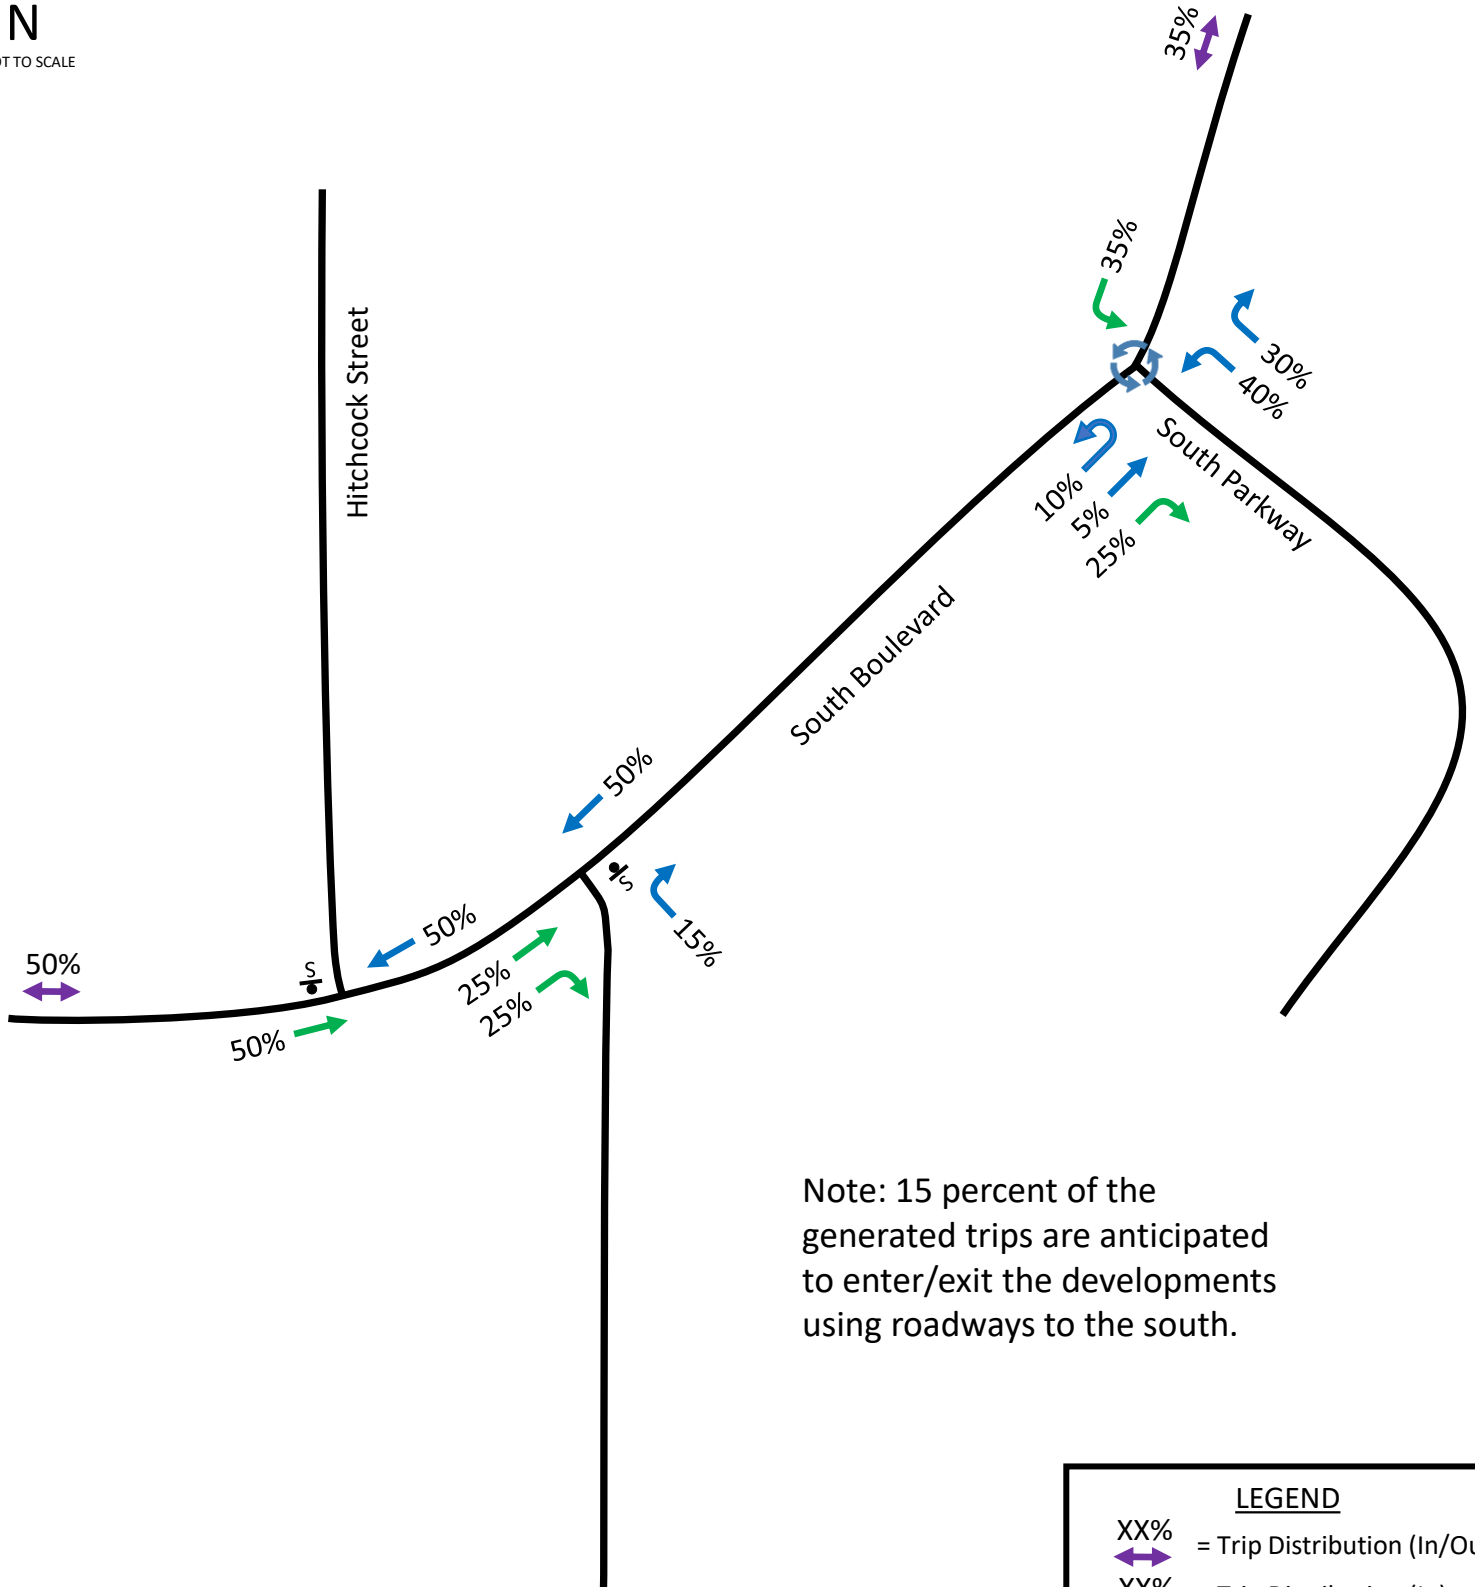 N
OT TO SCALE
35%
35%
30%
40%
Hitchcock Street
South Parkway
10%
5%
25%
South Boulevard
50%
S
15%
50%
25%
25%
50%
S
50%
Note: 15 percent of the
generated trips are anticipated
to enter/exit the developments
using roadways to the south.
LEGEND
XX%
= Trip Distribution (In/Ou
XX%